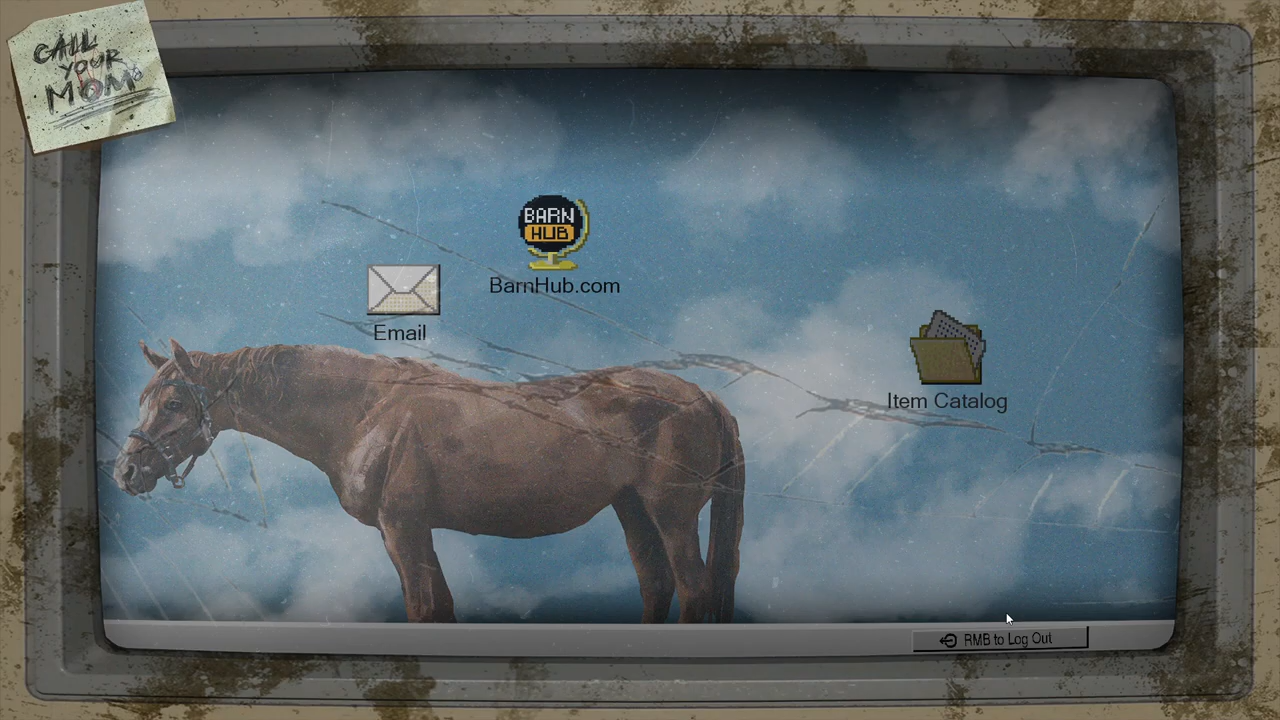 CALL
YOUR
MOM
BARN
HUB
BarnHub.com
Email
Item Catalog
RMB to Log Out